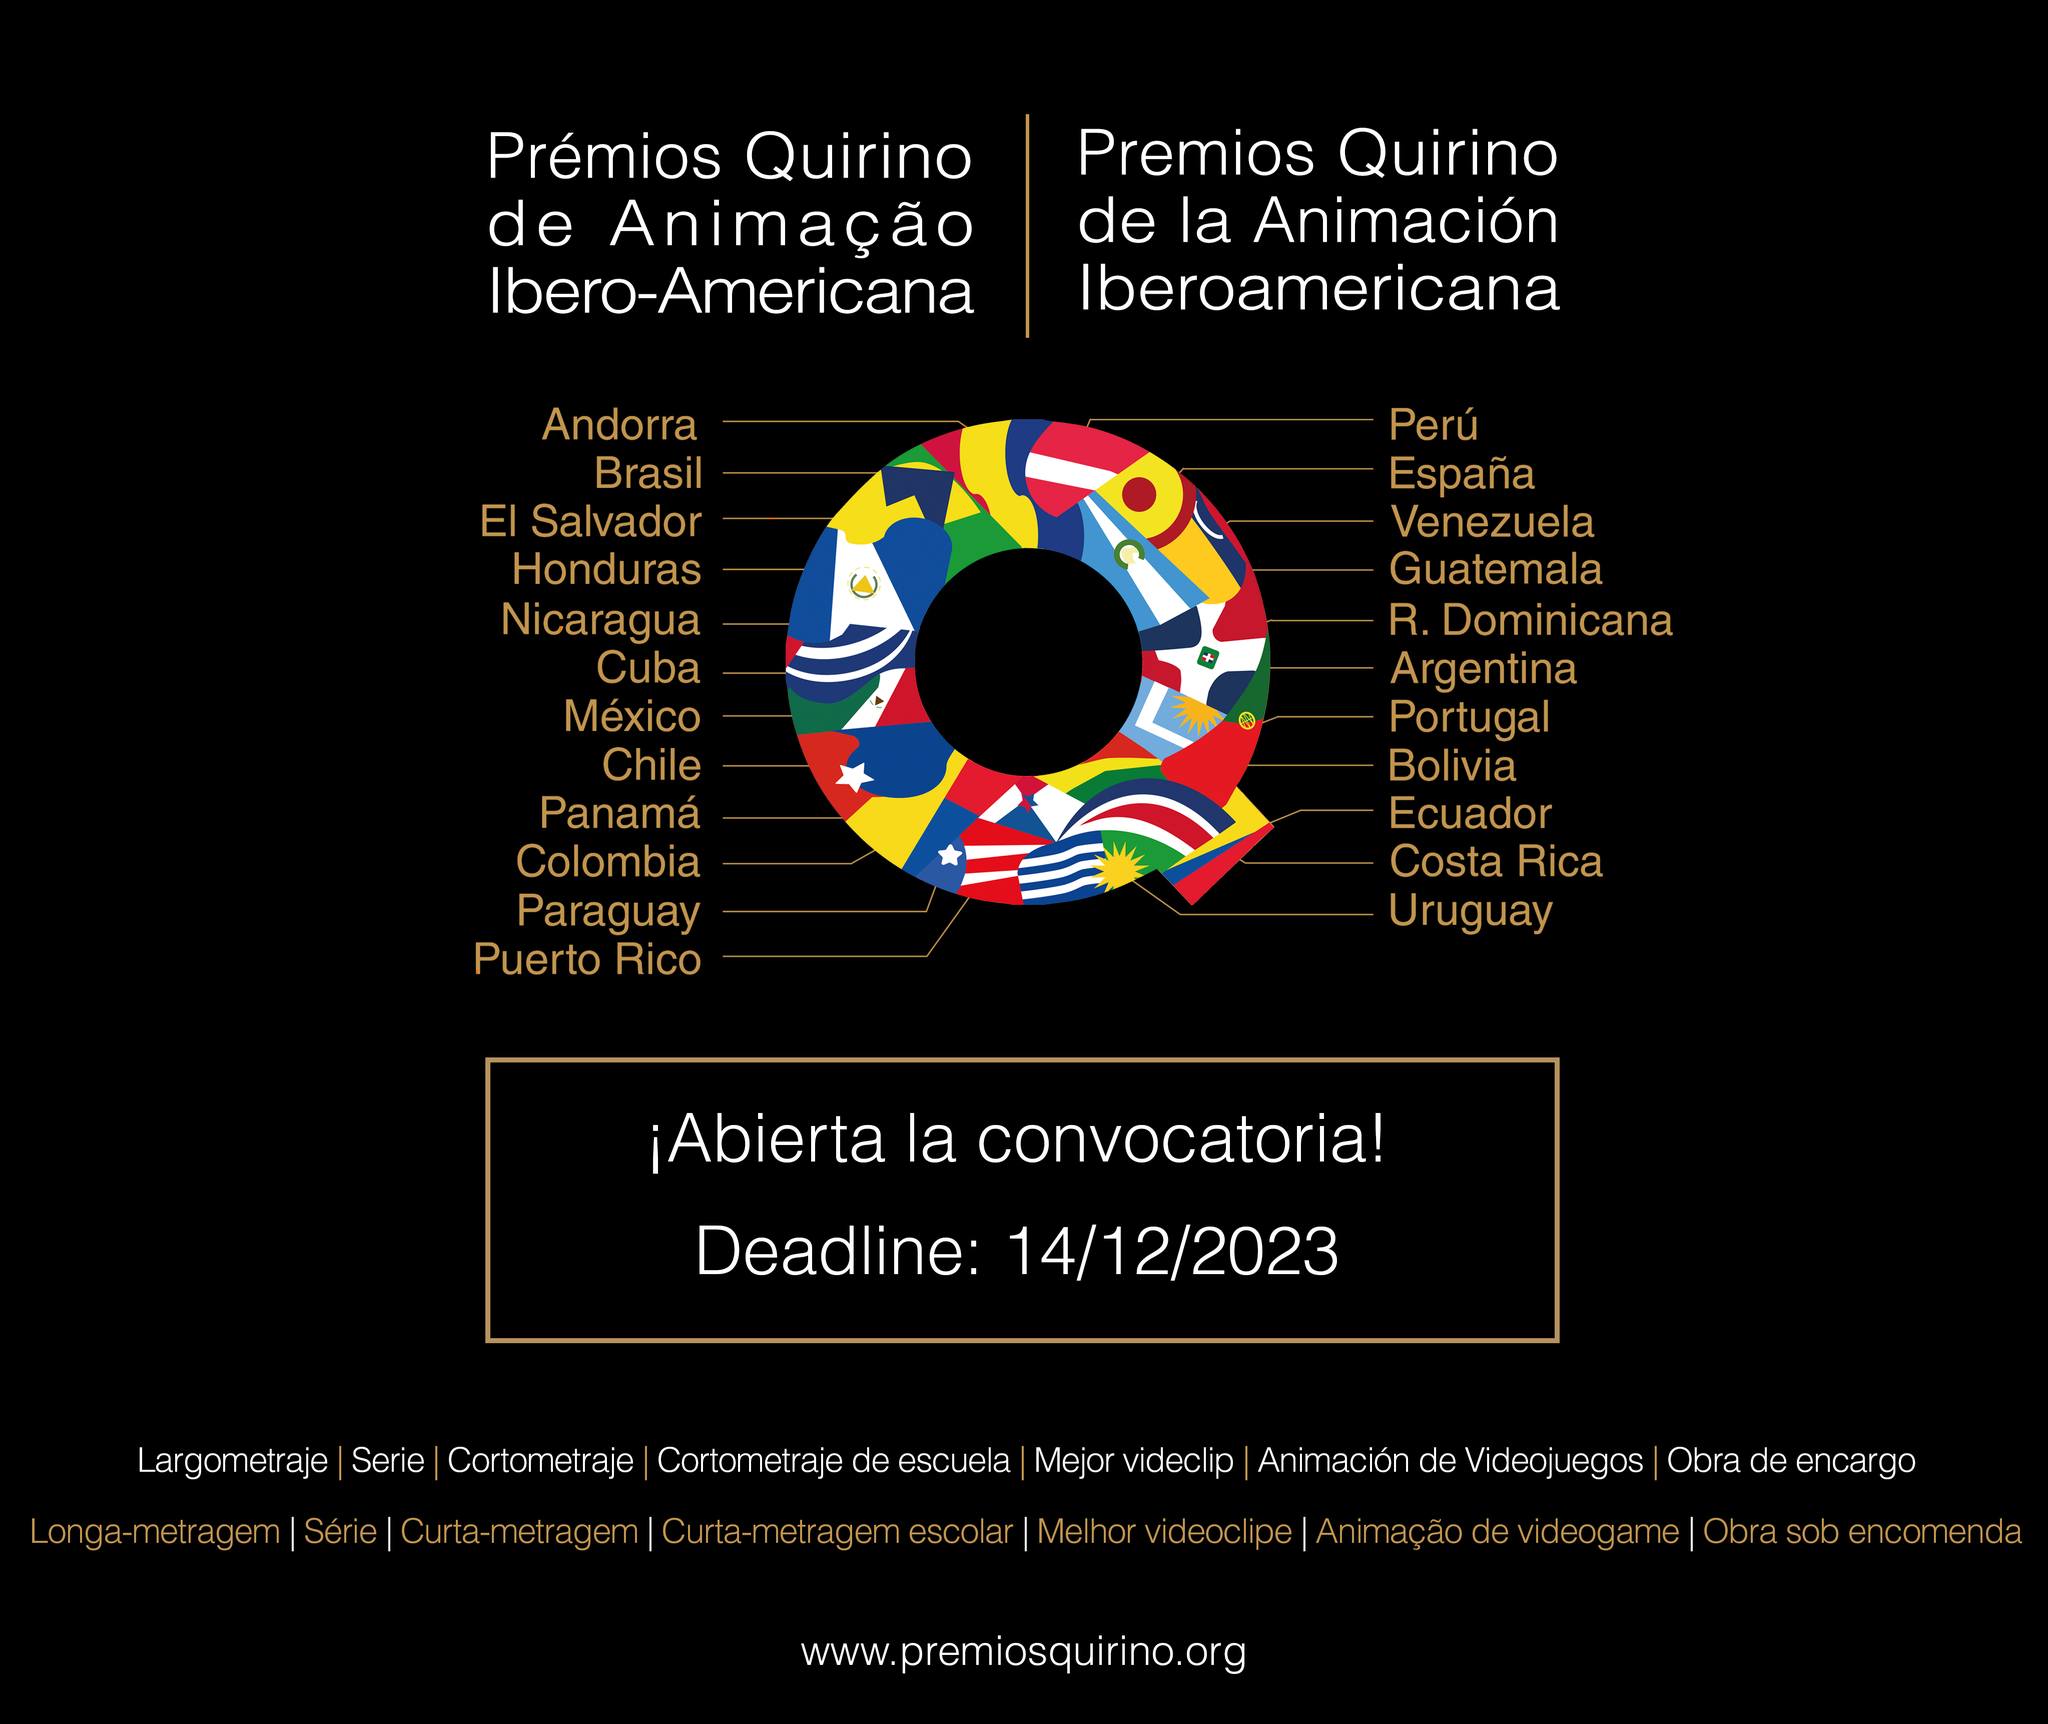 Prémios Quirino
de Animação
Ibero-Americana
Premios Quirino
de la Animación
Iberoamericana
Andorra
Brasil
El Salvador
Honduras
Nicaragua
Cuba
México
Chile
Panamá
Colombia
Paraguay
Puerto Rico
Perú
España
Venezuela
Guatemala
R. Dominicana
Argentina
Portugal
Bolivia
Ecuador
Costa Rica
Uruguay
¡Abierta la convocatoria!
Deadline: 14/12/2023
Largometraje | Serie | Cortometraje | Cortometraje de escuela | Mejor videclip | Animación de Videojuegos | Obra de encargo
Longa-metragem | Série | Curta-metragem | Curta-metragem escolar | Melhor videoclipe | Animação de videogame | Obra sob encomenda
www.premiosquirino.org